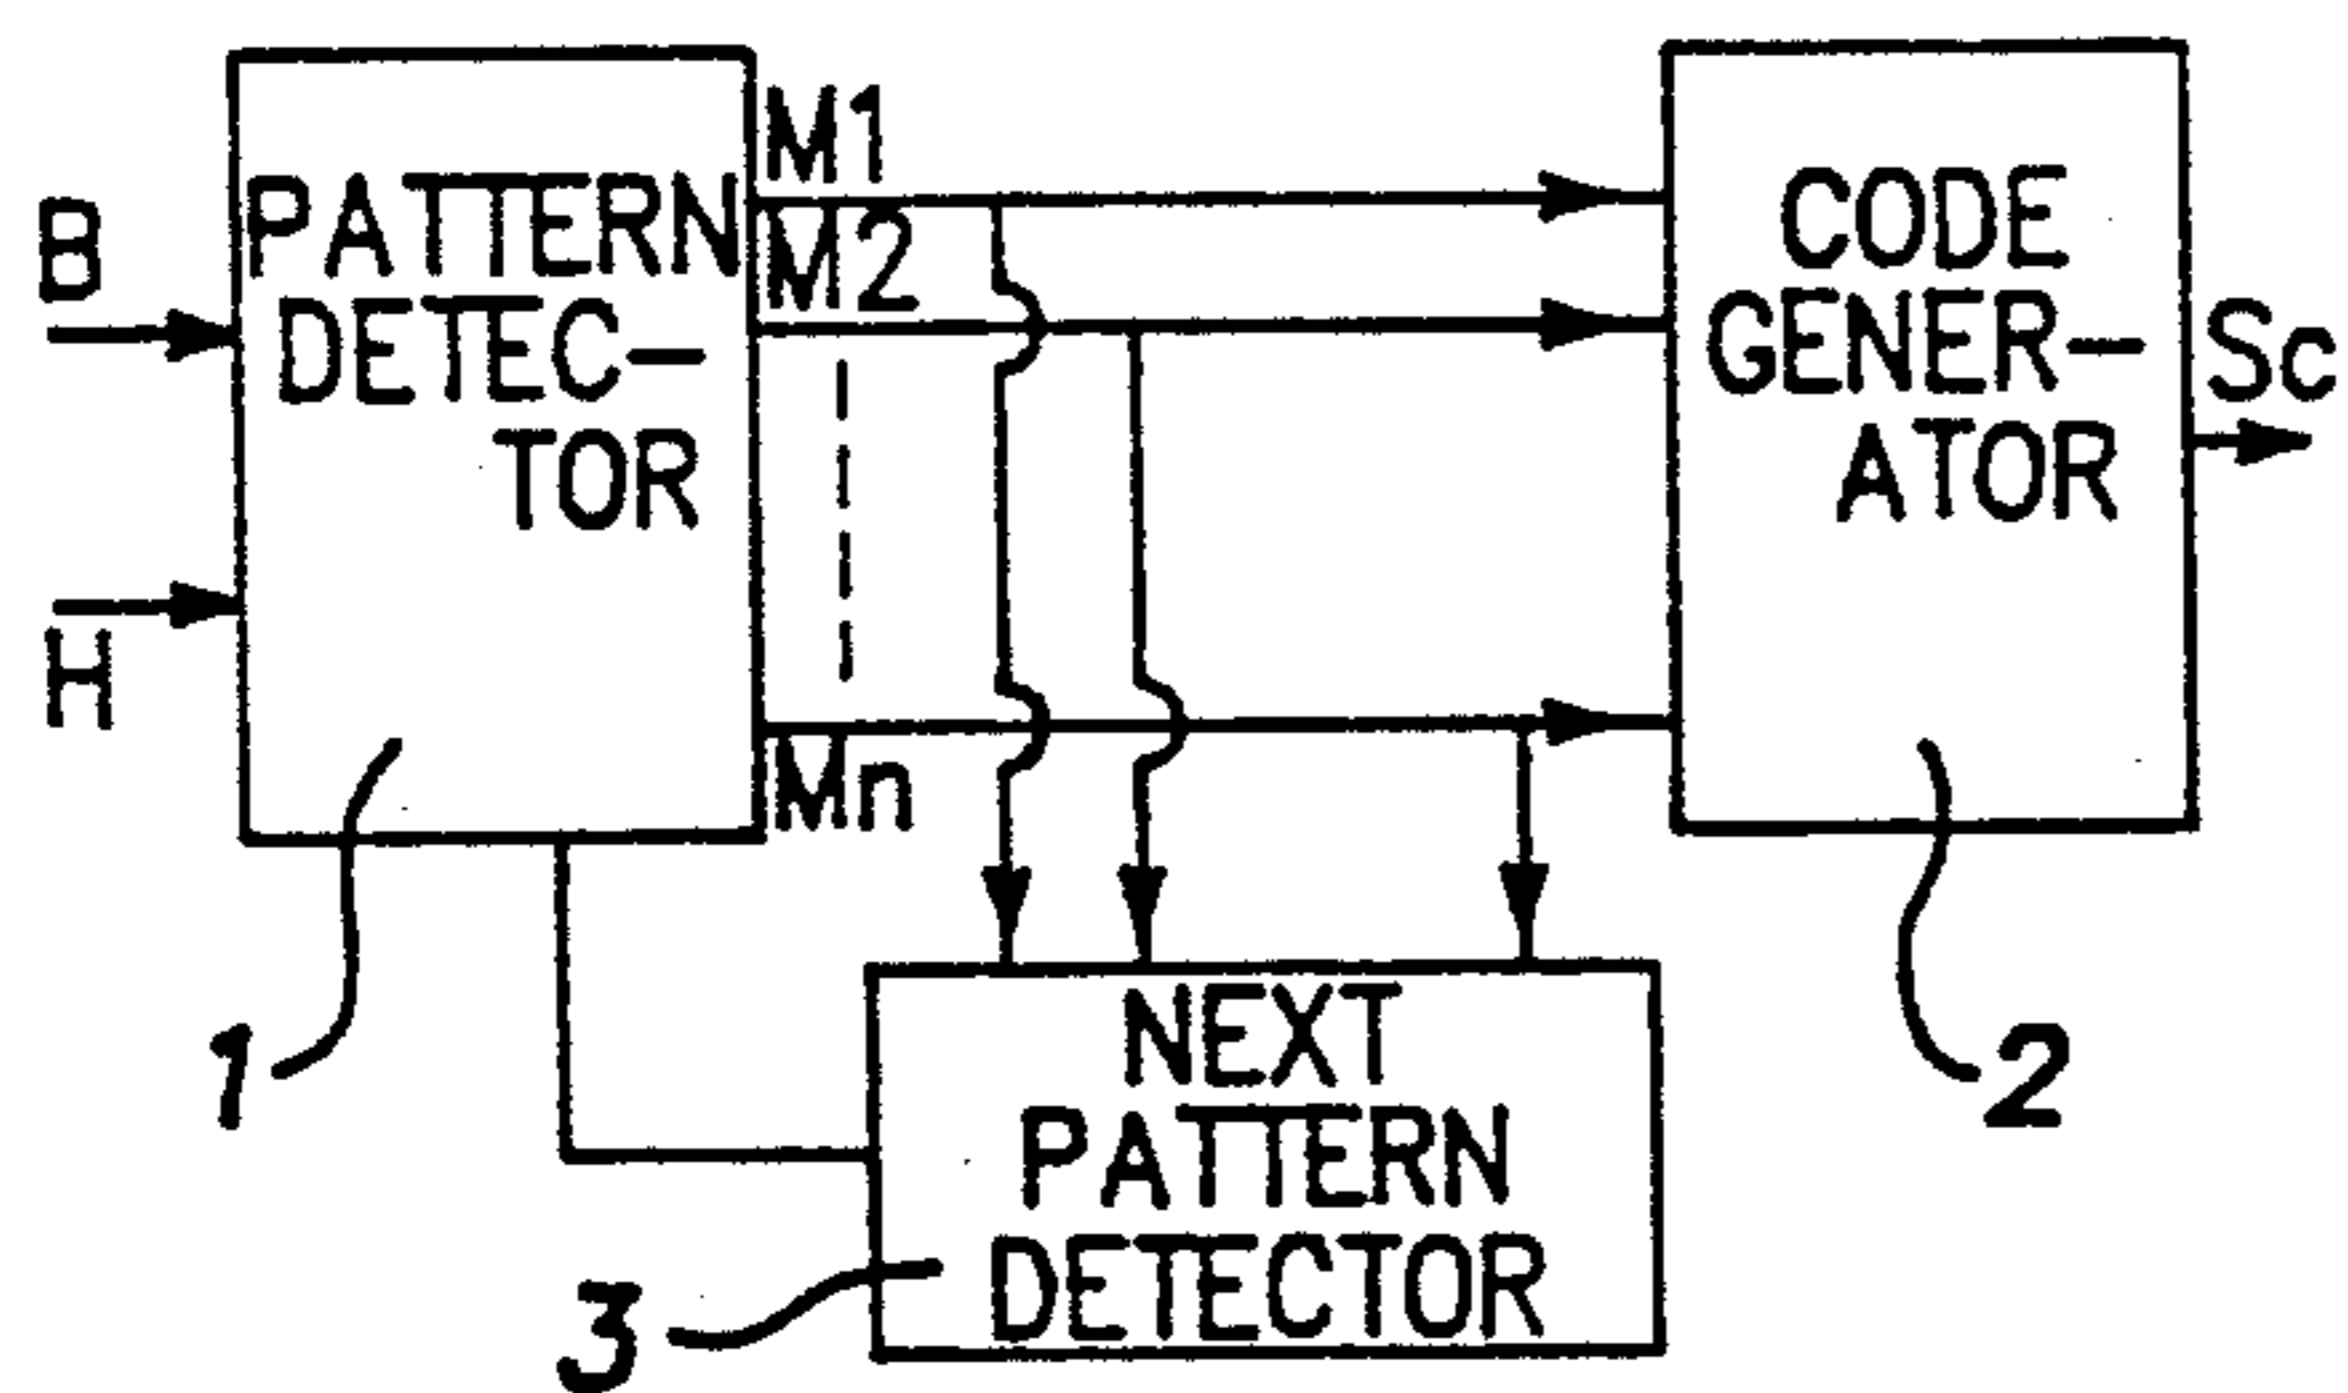 B
H
PATTERN
DETEC-
TOR
M1
M2
Mn
CODE
GENER-
ATOR
Sc
1
2
NEXT
PATTERN
DETECTOR
3